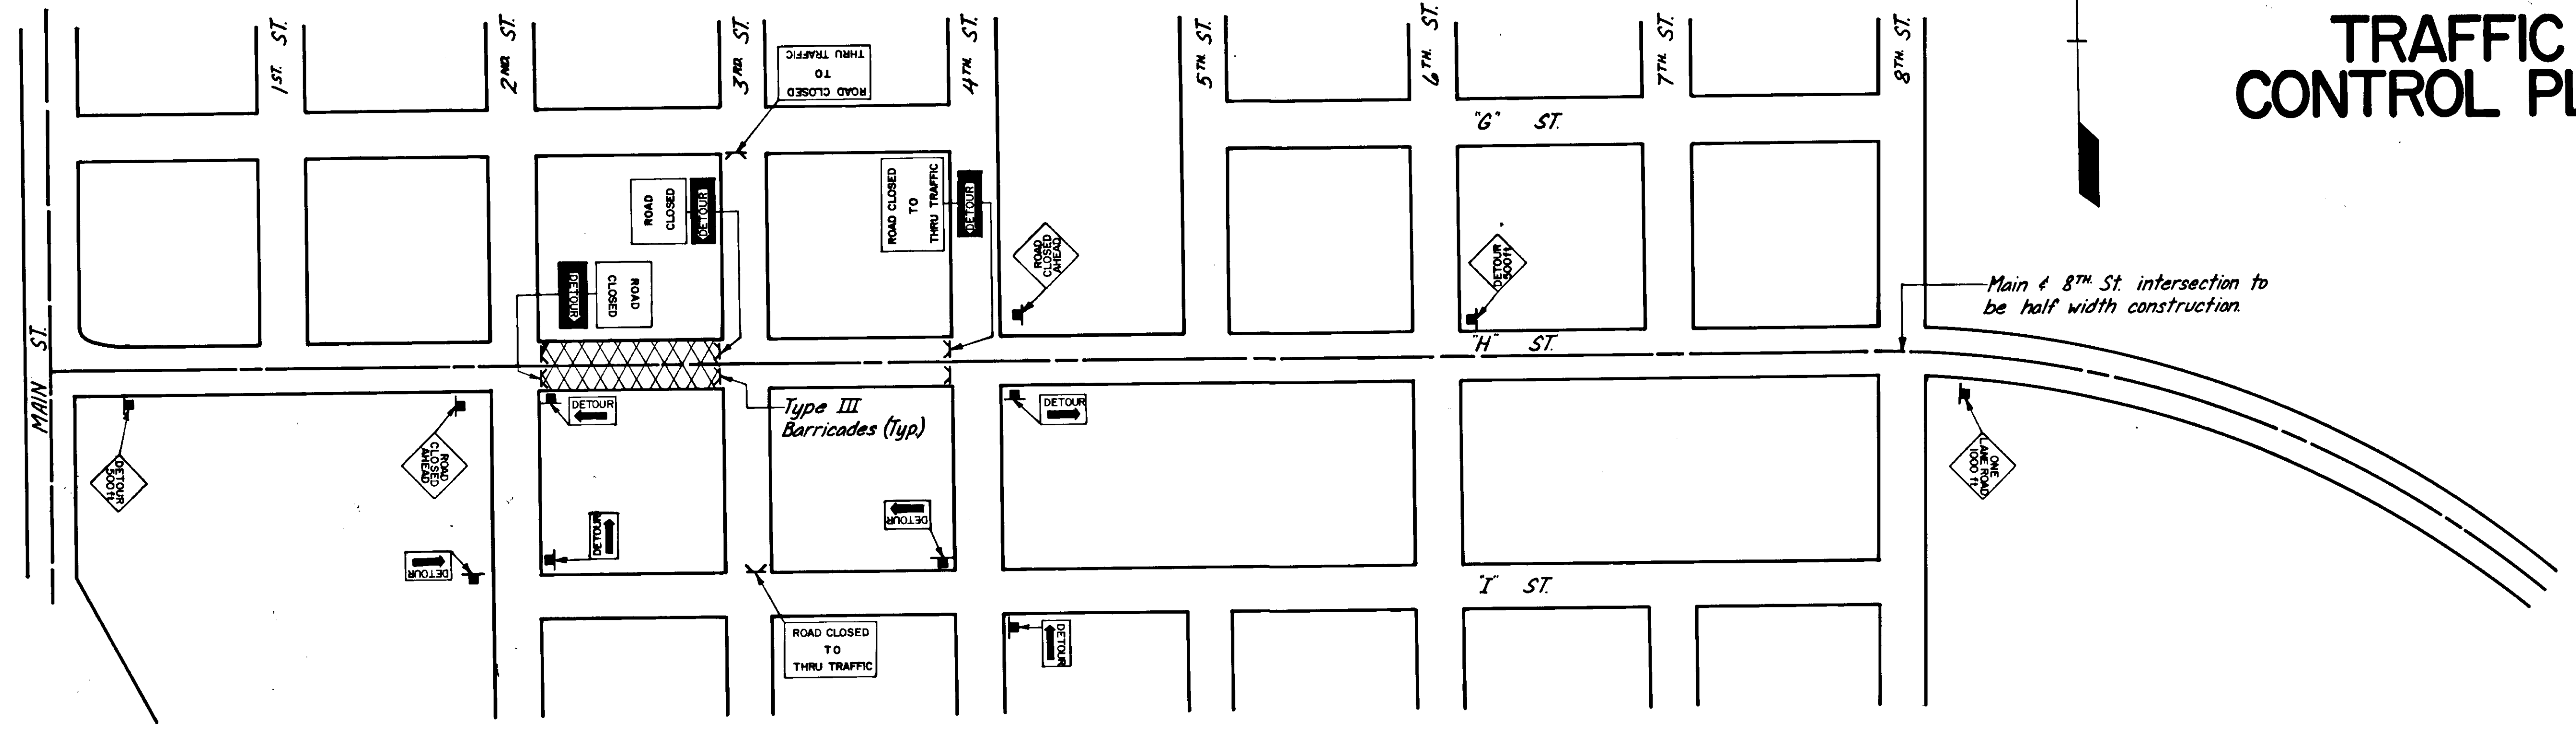 TRAFFIC
CONTROL PL
1ST. ST.
2ND. ST.
3RD. ST.
4TH. ST.
5TH. ST.
6TH. ST.
7TH. ST.
8TH. ST.
ROAD CLOSED
TO
THRU TRAFFIC
"G" ST.
ROAD
CLOSED
DETOUR
ROAD CLOSED
TO
THRU TRAFFIC
DETOUR
ROAD
CLOSED
AHEAD
DETOUR
500ft
DETOUR
ROAD
CLOSED
Main & 8TH. St. intersection to
be half width construction.
MAIN ST.
"H" ST.
DETOUR
Type III
Barricades (Typ.)
DETOUR
DETOUR
500ft
ROAD
CLOSED
AHEAD
ONE
LANE ROAD
1000 ft
DETOUR
DETOUR
DETOUR
"I" ST.
ROAD CLOSED
TO
THRU TRAFFIC
DETOUR